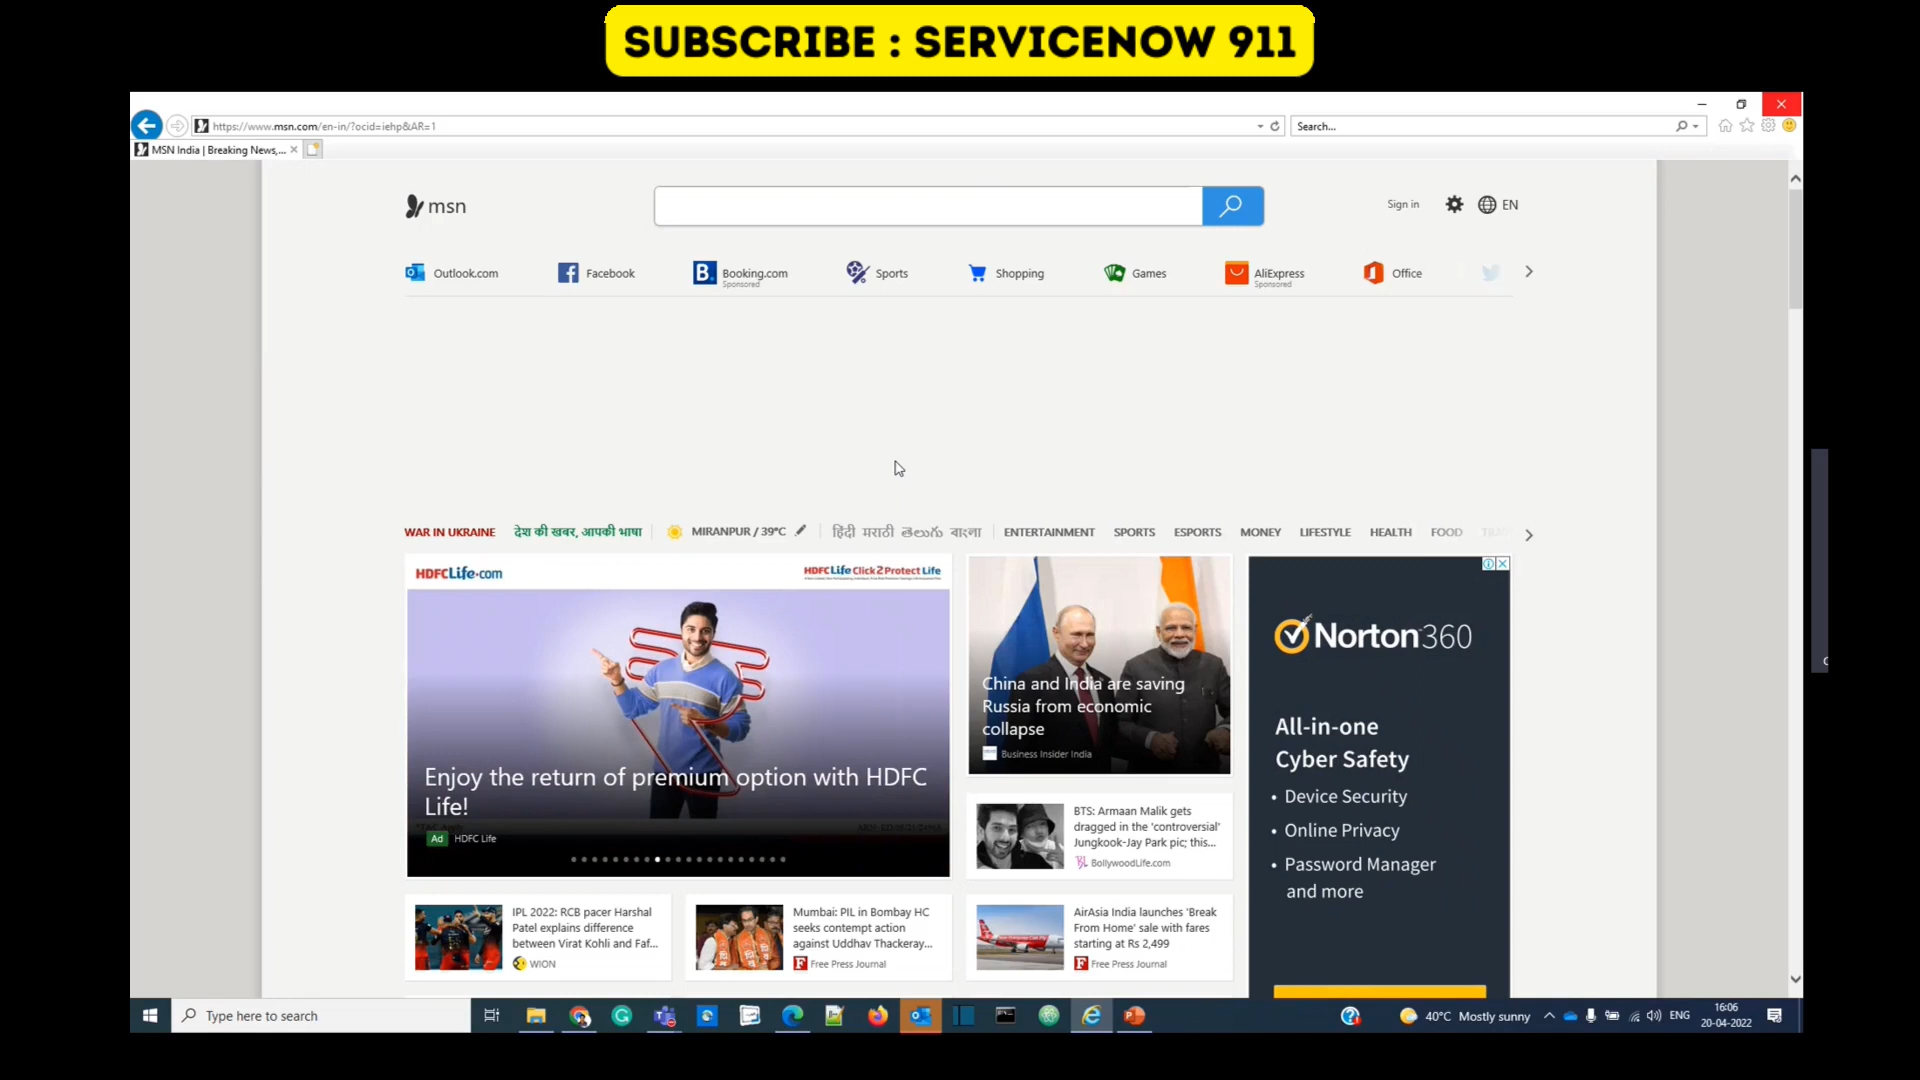 SUBSCRIBE : SERVICENOW 911
https://www.msn.com/en-in/?ocid=iehp&AR=1
Search...
MSN India | Breaking News,...
msn
Sign in
EN
Outlook.com
Facebook
Booking.com
Sponsored
Sports
Shopping
Games
AliExpress
Sponsored
Office
WAR IN UKRAINE
देश की खबर, आपकी भाषा
MIRANPUR / 39°C
हिंदी मराठी తెలుగు বাংলা
ENTERTAINMENT
SPORTS
ESPORTS
MONEY
LIFESTYLE
HEALTH
FOOD
HDFCLife.com
HDFC Life Click 2 Protect Life
Enjoy the return of premium option with HDFC
Life!
Ad HDFC Life
China and India are saving
Russia from economic
collapse
Business Insider India
BTS: Armaan Malik gets
dragged in the 'controversial'
Jungkook-Jay Park pic; this...
BollywoodLife.com
Norton360
All-in-one
Cyber Safety
• Device Security
• Online Privacy
• Password Manager
and more
IPL 2022: RCB pacer Harshal
Patel explains difference
between Virat Kohli and Faf...
WION
Mumbai: PIL in Bombay HC
seeks contempt action
against Uddhav Thackeray...
Free Press Journal
AirAsia India launches 'Break
From Home' sale with fares
starting at Rs 2,499
Free Press Journal
Type here to search
40°C Mostly sunny
ENG
16:06
20-04-2022